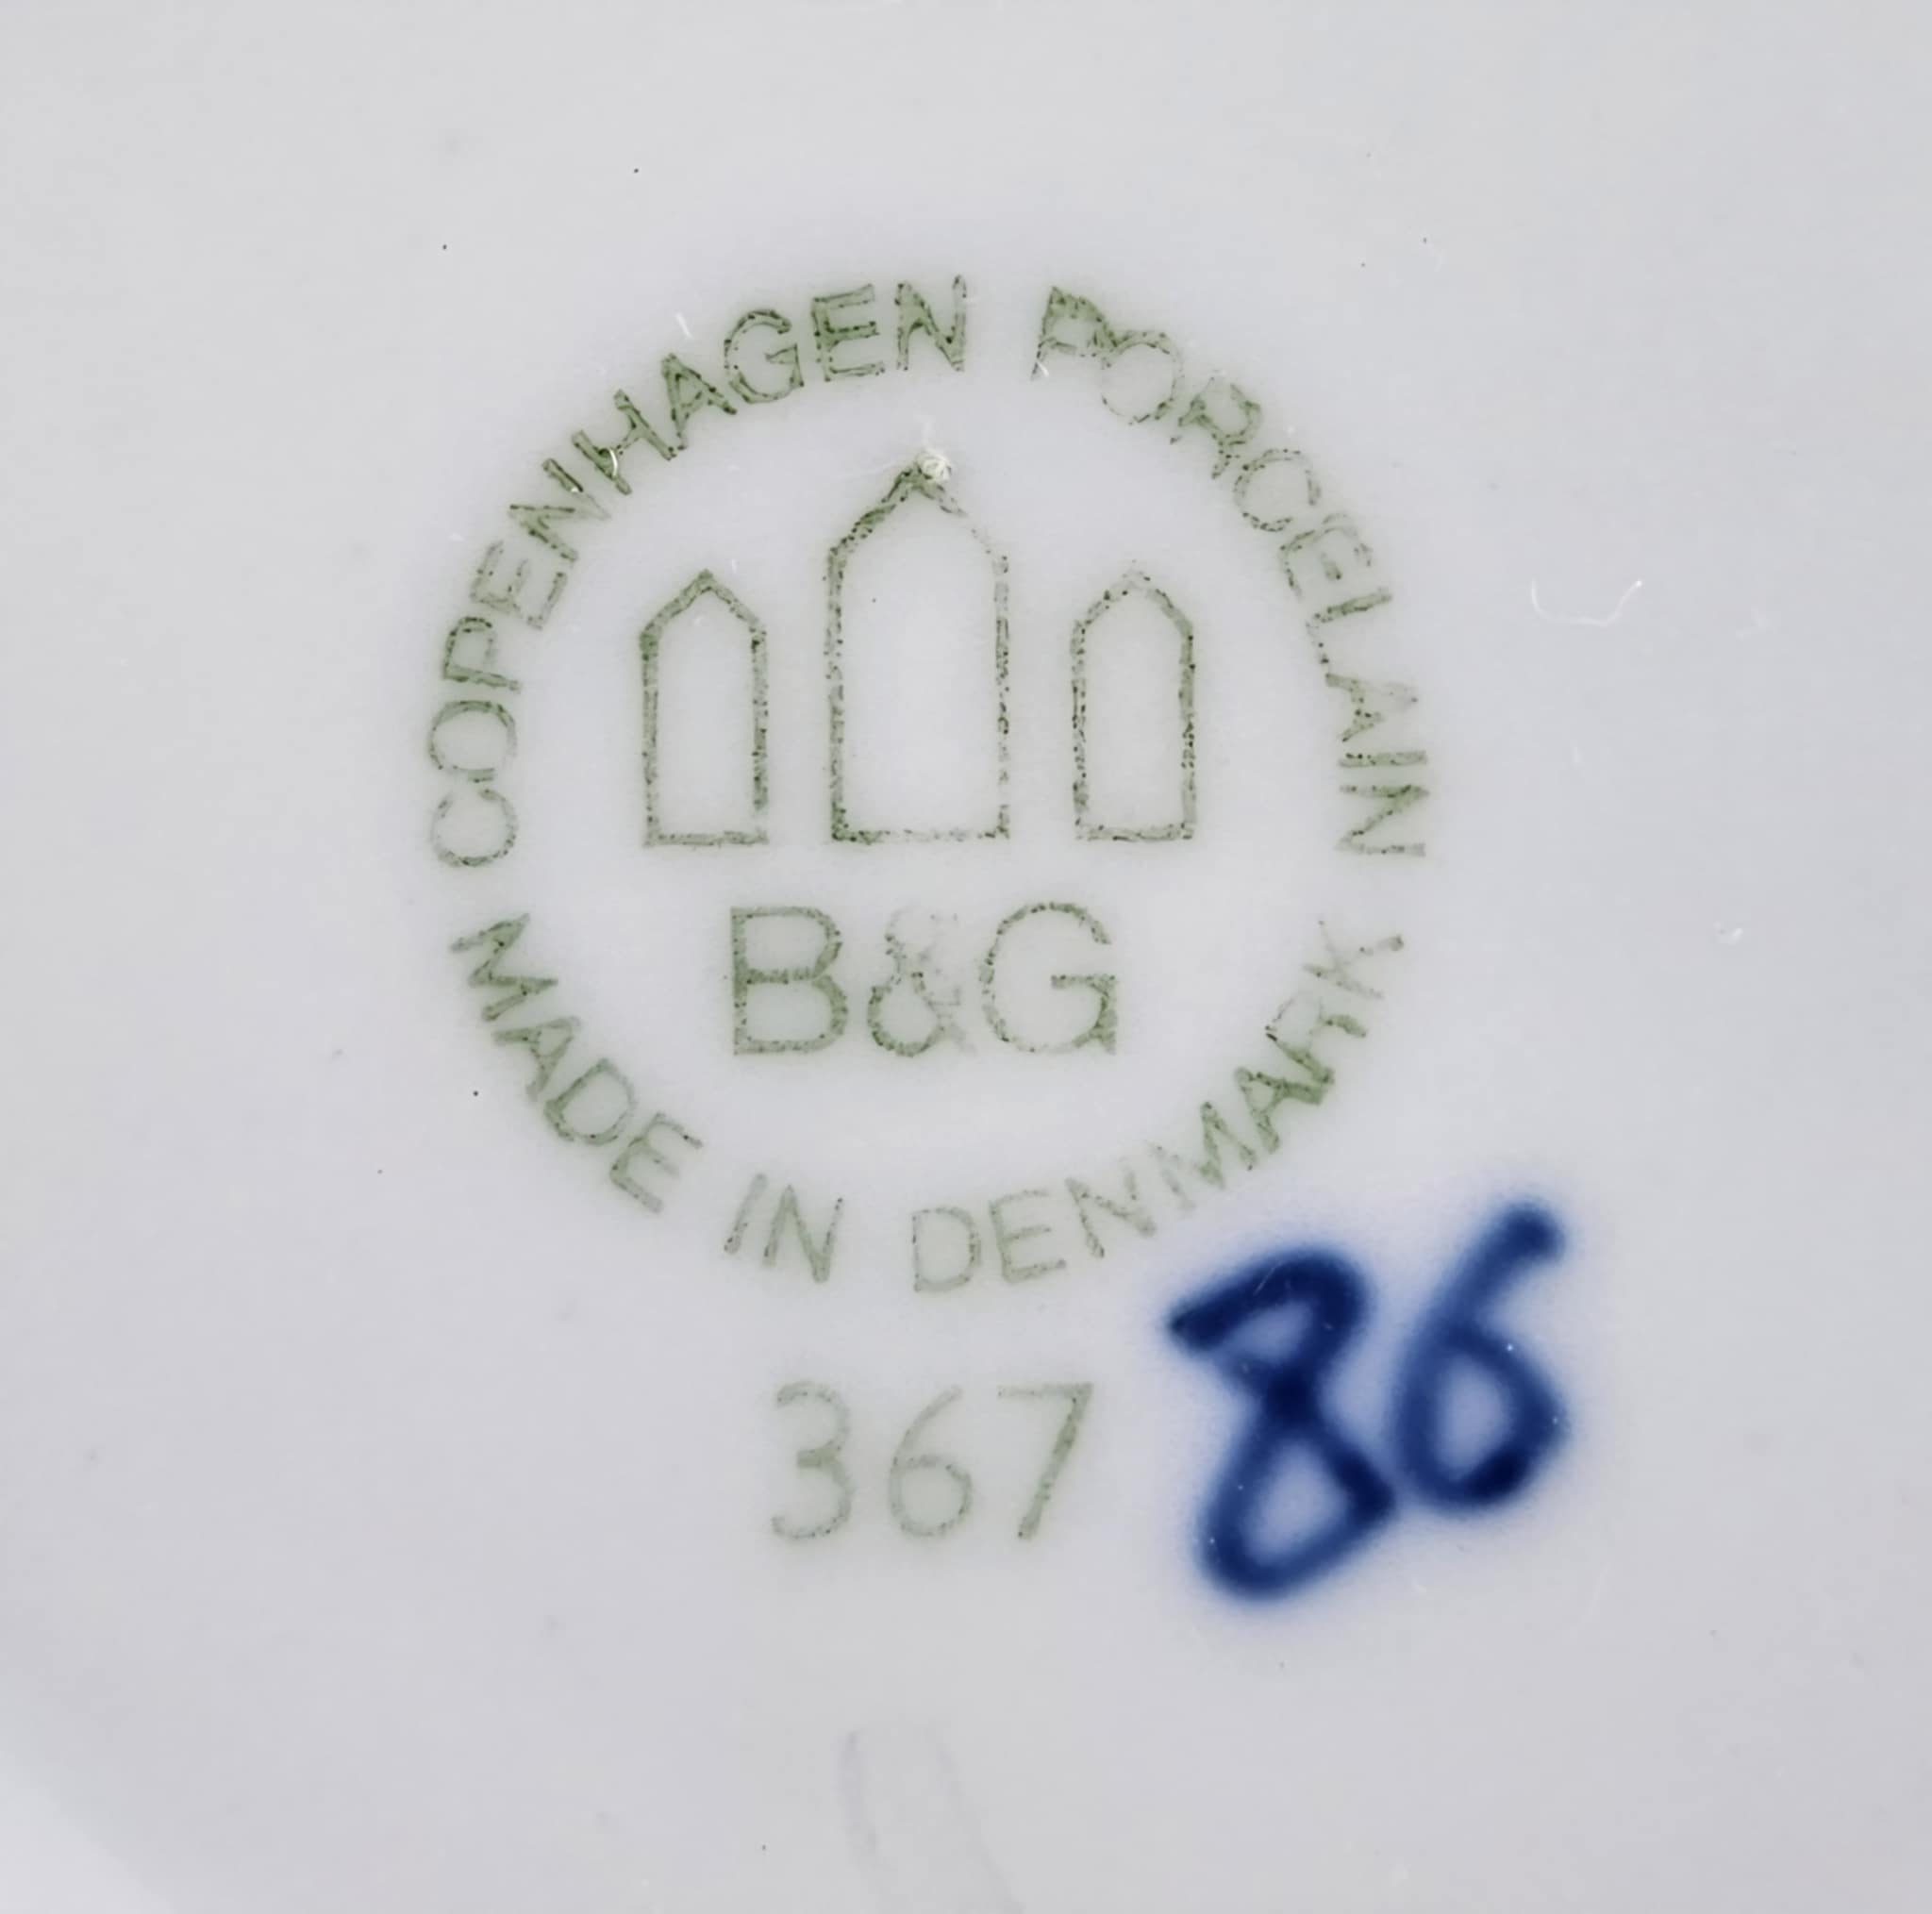 COPENHAGEN PORCELAIN
B&G
MADE IN DENMARK
367
86